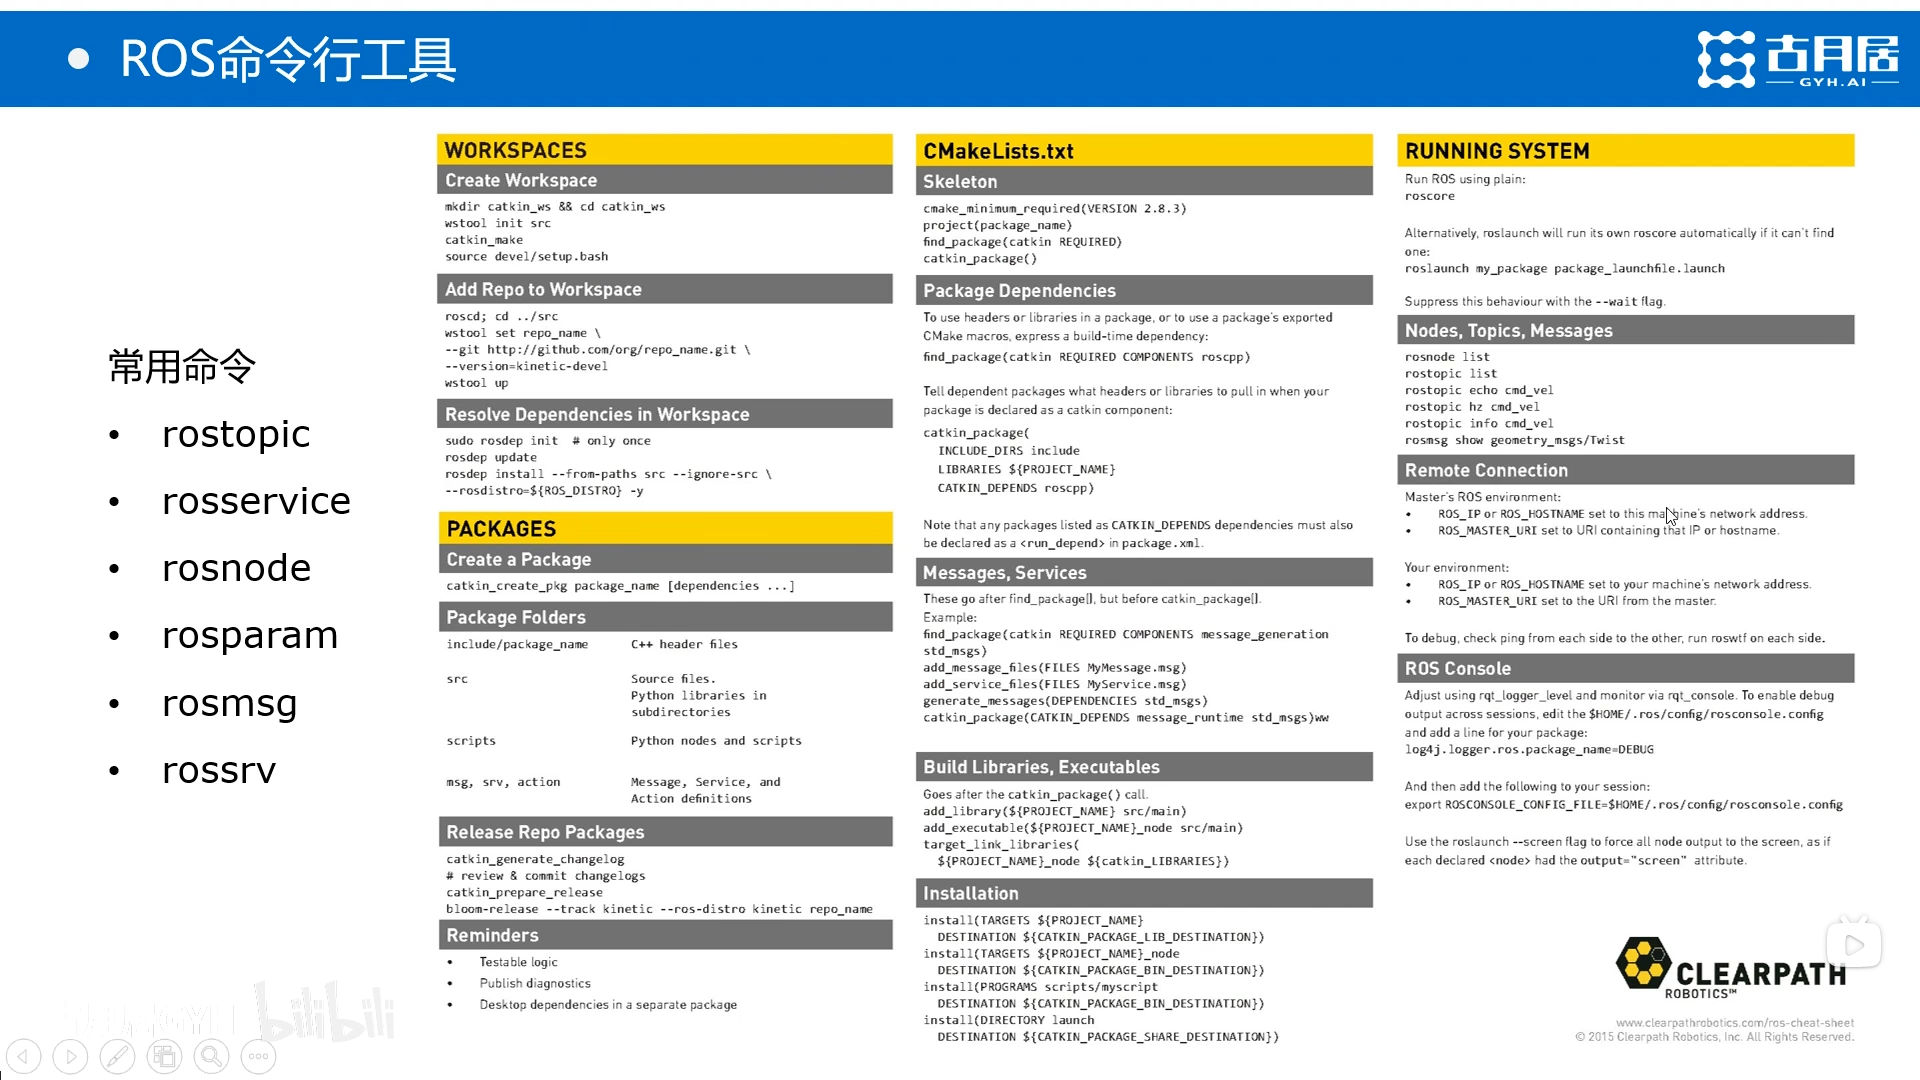 ROS命令行工具
古月居
GYH.AI
常用命令
• rostopic
• rosservice
• rosnode
• rosparam
• rosmsg
• rossrv
WORKSPACES
Create Workspace
mkdir catkin_ws && cd catkin_ws
wstool init src
catkin_make
source devel/setup.bash
Add Repo to Workspace
roscd; cd ../src
wstool set repo_name \
--git http://github.com/org/repo_name.git \
--version=kinetic-devel
wstool up
Resolve Dependencies in Workspace
sudo rosdep init # only once
rosdep update
rosdep install --from-paths src --ignore-src \
--rosdistro=${ROS_DISTRO} -y
PACKAGES
Create a Package
catkin_create_pkg package_name [dependencies ...]
Package Folders
include/package_name C++ header files
src Source files.
Python libraries in
subdirectories
scripts Python nodes and scripts
msg, srv, action Message, Service, and
Action definitions
Release Repo Packages
catkin_generate_changelog
# review & commit changelogs
catkin_prepare_release
bloom-release --track kinetic --ros-distro kinetic repo_name
Reminders
• Testable logic
• Publish diagnostics
• Desktop dependencies in a separate package
CMakeLists.txt
Skeleton
cmake_minimum_required(VERSION 2.8.3)
project(package_name)
find_package(catkin REQUIRED)
catkin_package()
Package Dependencies
To use headers or libraries in a package, or to use a package's exported
CMake macros, express a build-time dependency:
find_package(catkin REQUIRED COMPONENTS roscpp)
Tell dependent packages what headers or libraries to pull in when your
package is declared as a catkin component:
catkin_package(
INCLUDE_DIRS include
LIBRARIES ${PROJECT_NAME}
CATKIN_DEPENDS roscpp)
Note that any packages listed as CATKIN_DEPENDS dependencies must also
be declared as a <run_depend> in package.xml.
Messages, Services
These go after find_package(), but before catkin_package().
Example:
find_package(catkin REQUIRED COMPONENTS message_generation
std_msgs)
add_message_files(FILES MyMessage.msg)
add_service_files(FILES MyService.msg)
generate_messages(DEPENDENCIES std_msgs)
catkin_package(CATKIN_DEPENDS message_runtime std_msgs)ww
Build Libraries, Executables
Goes after the catkin_package() call.
add_library(${PROJECT_NAME} src/main)
add_executable(${PROJECT_NAME}_node src/main)
target_link_libraries(
${PROJECT_NAME}_node ${catkin_LIBRARIES})
Installation
install(TARGETS ${PROJECT_NAME}
DESTINATION ${CATKIN_PACKAGE_LIB_DESTINATION})
install(TARGETS ${PROJECT_NAME}_node
DESTINATION ${CATKIN_PACKAGE_BIN_DESTINATION})
install(PROGRAMS scripts/myscript
DESTINATION ${CATKIN_PACKAGE_BIN_DESTINATION})
install(DIRECTORY launch
DESTINATION ${CATKIN_PACKAGE_SHARE_DESTINATION})
RUNNING SYSTEM
Run ROS using plain:
roscore
Alternatively, roslaunch will run its own roscore automatically if it can't find
one:
roslaunch my_package package_launchfile.launch
Suppress this behaviour with the --wait flag.
Nodes, Topics, Messages
rosnode list
rostopic list
rostopic echo cmd_vel
rostopic hz cmd_vel
rostopic info cmd_vel
rosmsg show geometry_msgs/Twist
Remote Connection
Master's ROS environment:
• ROS_IP or ROS_HOSTNAME set to this machine's network address.
• ROS_MASTER_URI set to URI containing that IP or hostname.
Your environment:
• ROS_IP or ROS_HOSTNAME set to your machine's network address.
• ROS_MASTER_URI set to the URI from the master.
To debug, check ping from each side to the other, run roswtf on each side.
ROS Console
Adjust using rqt_logger_level and monitor via rqt_console. To enable debug
output across sessions, edit the $HOME/.ros/config/rosconsole.config
and add a line for your package:
log4j.logger.ros.package_name=DEBUG
And then add the following to your session:
export ROSCONSOLE_CONFIG_FILE=$HOME/.ros/config/rosconsole.config
Use the roslaunch --screen flag to force all node output to the screen, as if
each declared <node> had the output="screen" attribute.
CLEARPATH
ROBOTICS™
www.clearpathrobotics.com/ros-cheat-sheet
© 2015 Clearpath Robotics, Inc. All Rights Reserved.
bilibili